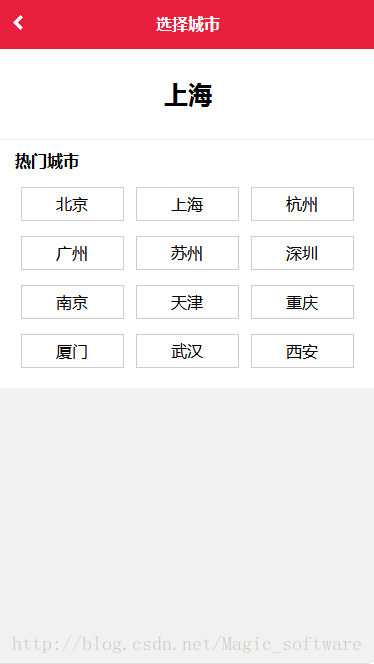 选择城市
上海
热门城市
北京 上海 杭州
广州 苏州 深圳
南京 天津 重庆
厦门 武汉 西安
http://blog.csdn.net/Magic_software